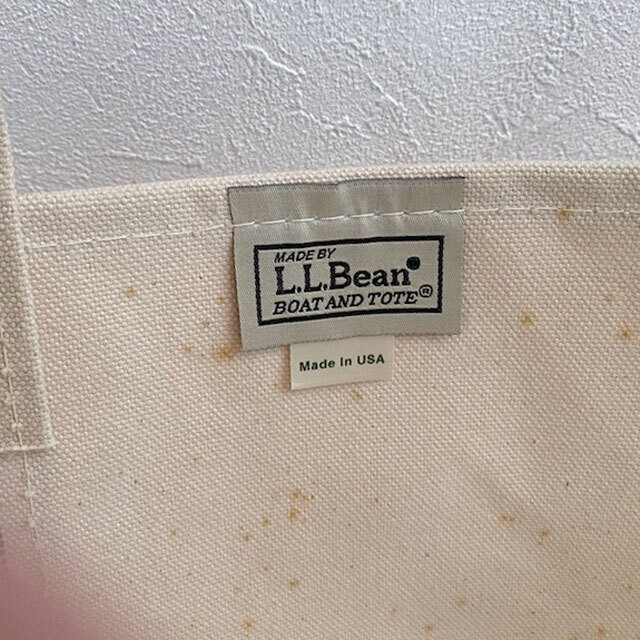 MADE BY
L.L.Bean
BOAT AND TOTE®
Made In USA